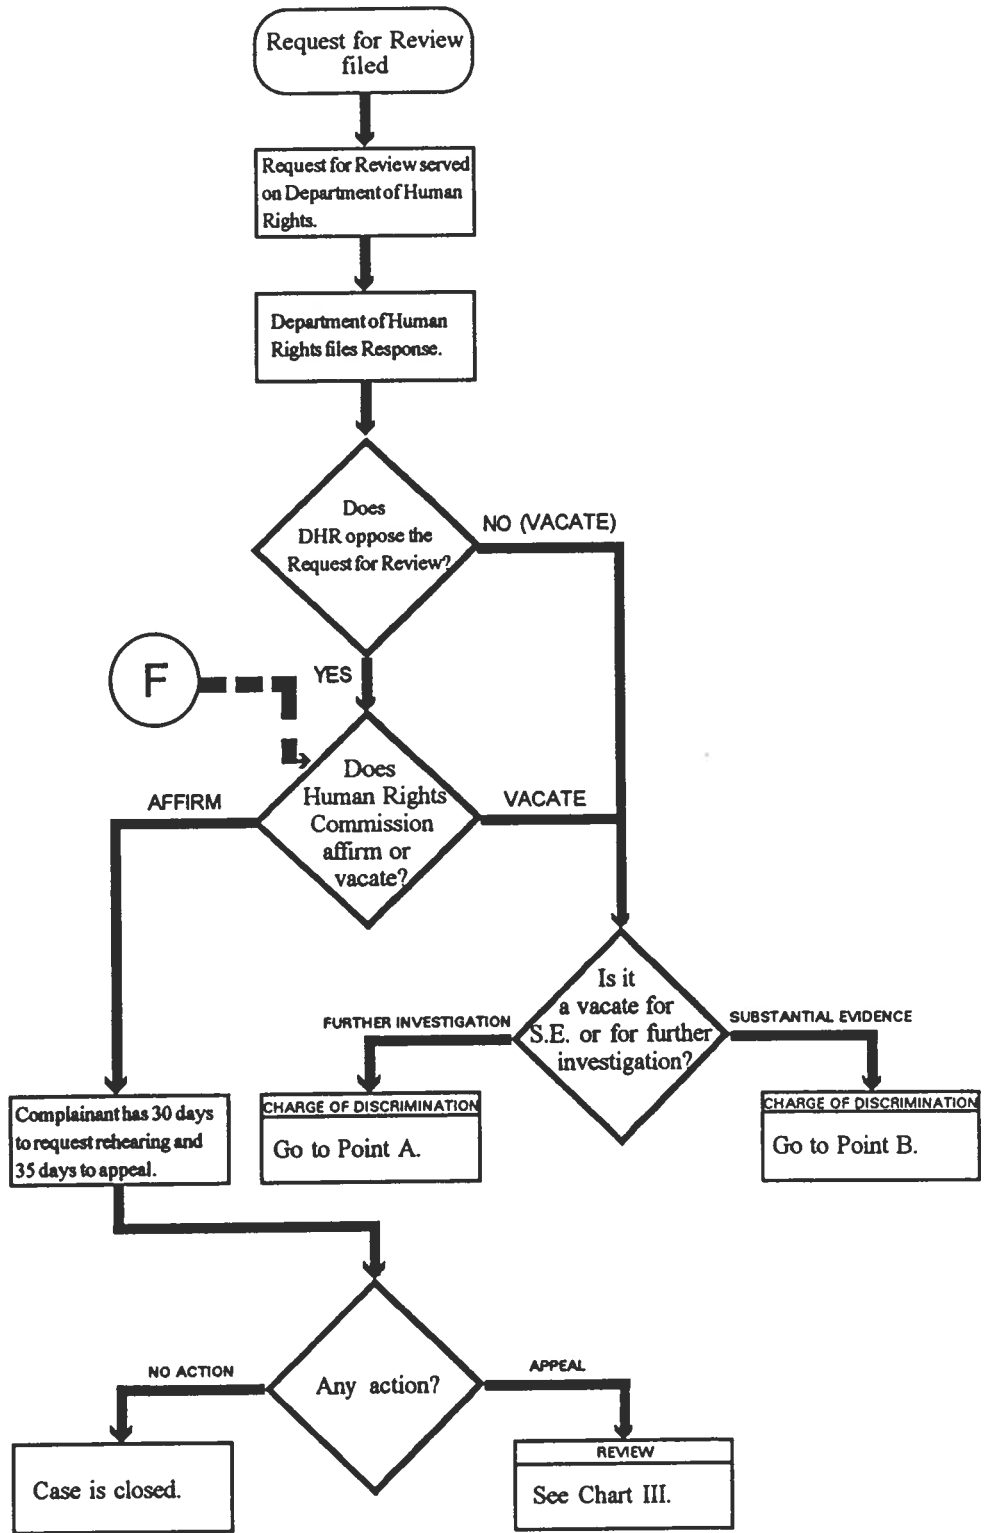 Request for Review
filed
Request for Review served
on Department of Human
Rights.
Department of Human
Rights files Response.
Does
DHR oppose the
Request for Review?
NO (VACATE)
YES
F
Does
Human Rights
Commission
affirm or
vacate?
AFFIRM
VACATE
Is it
a vacate for
S.E. or for further
investigation?
FURTHER INVESTIGATION
SUBSTANTIAL EVIDENCE
Complainant has 30 days
to request rehearing and
35 days to appeal.
CHARGE OF DISCRIMINATION
Go to Point A.
CHARGE OF DISCRIMINATION
Go to Point B.
Any action?
NO ACTION
APPEAL
Case is closed.
REVIEW
See Chart III.